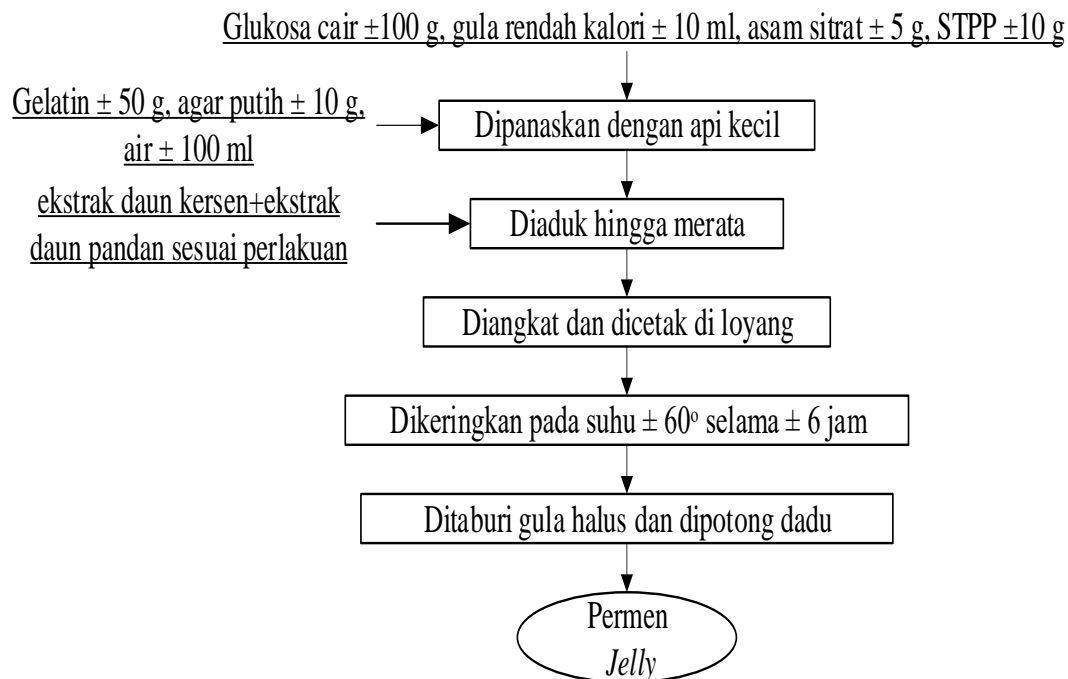 Glukosa cair ±100 g, gula rendah kalori ± 10 ml, asam sitrat ± 5 g, STPP ±10 g
Gelatin ± 50 g, agar putih ± 10 g,
air ± 100 ml
Dipanaskan dengan api kecil
ekstrak daun kersen+ekstrak
daun pandan sesuai perlakuan
Diaduk hingga merata
Diangkat dan dicetak di loyang
Dikeringkan pada suhu ± 60° selama ± 6 jam
Ditaburi gula halus dan dipotong dadu
Permen
Jelly